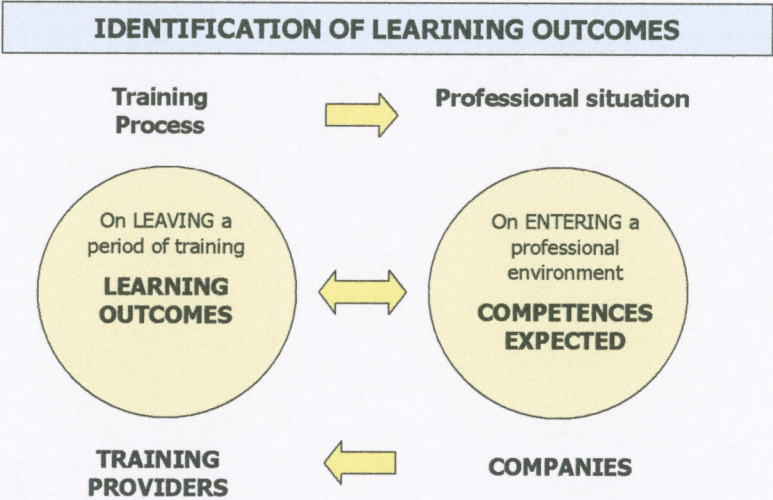 IDENTIFICATION OF LEARINING OUTCOMES
Training
Process
Professional situation
On LEAVING a
period of training
LEARNING
OUTCOMES
On ENTERING a
professional
environment
COMPETENCES
EXPECTED
TRAINING
PROVIDERS
COMPANIES